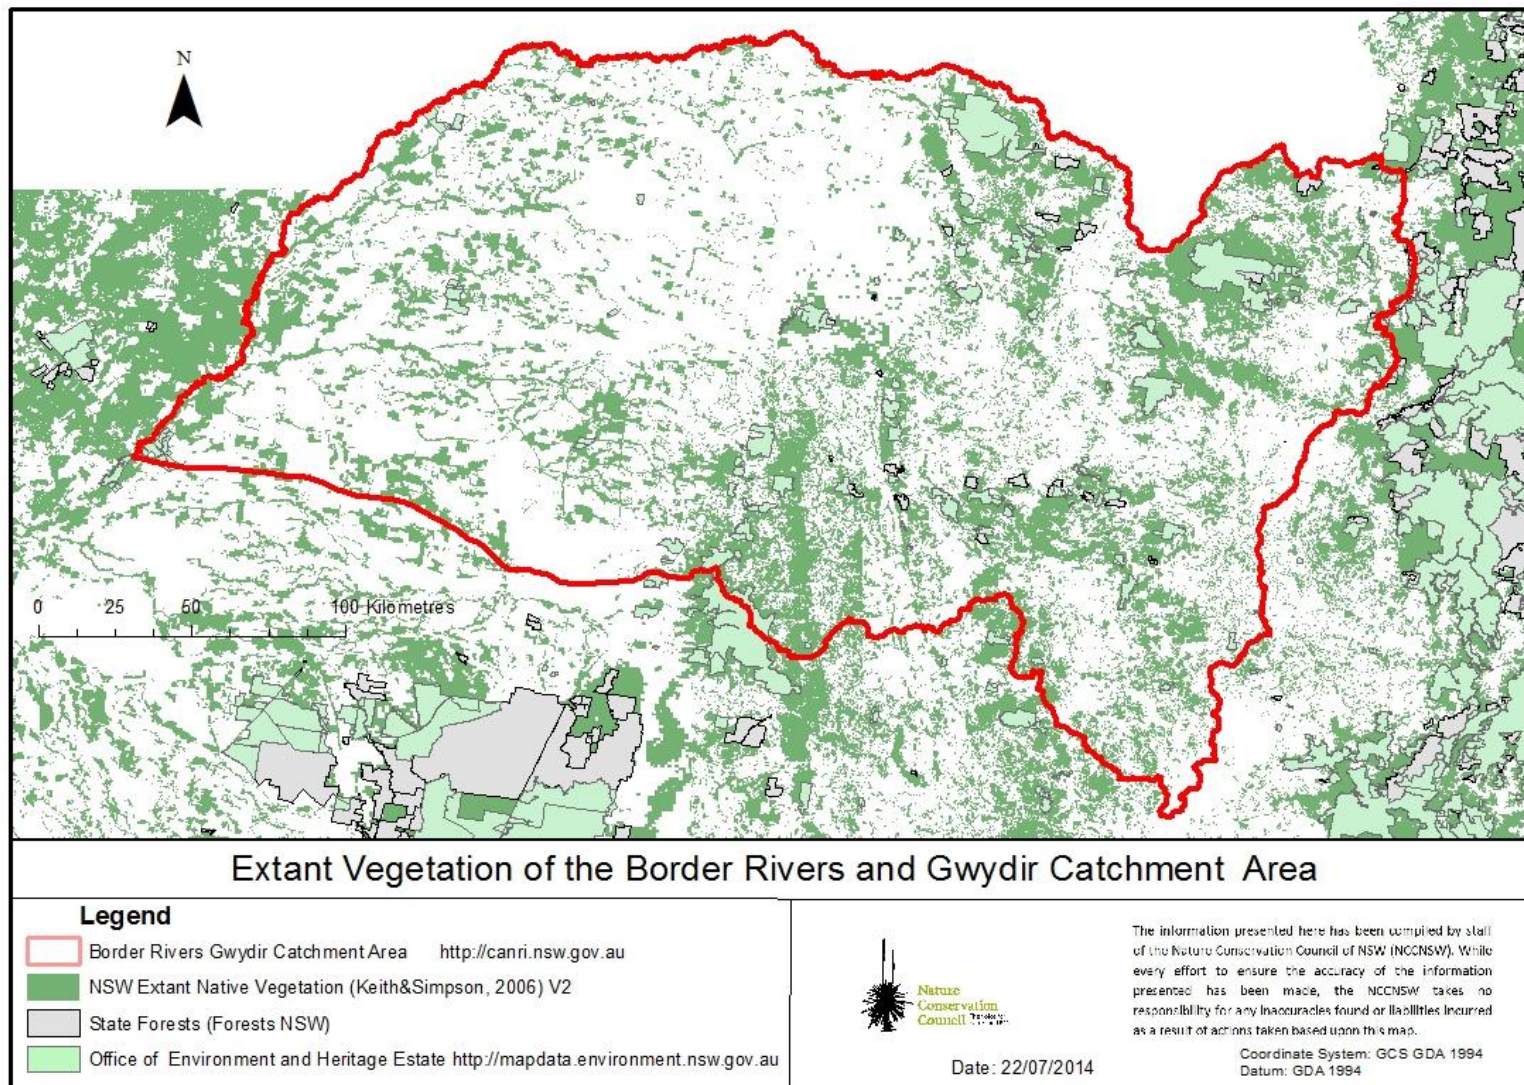 N
0 25 50 100 Kilometres
Extant Vegetation of the Border Rivers and Gwydir Catchment Area
Legend
Border Rivers Gwydir Catchment Area http://canri.nsw.gov.au
NSW Extant Native Vegetation (Keith&Simpson, 2006) V2
State Forests (Forests NSW)
Office of Environment and Heritage Estate http://mapdata.environment.nsw.gov.au
Nature
Conservation
Council
Date: 22/07/2014
The information presented here has been compiled by staff
of the Nature Conservation Council of NSW (NCCNSW). While
every effort to ensure the accuracy of the information
presented has been made, the NCCNSW takes no
responsibility for any inaccuracies found or liabilities incurred
as a result of actions taken based upon this map.
Coordinate System: GCS GDA 1994
Datum: GDA 1994